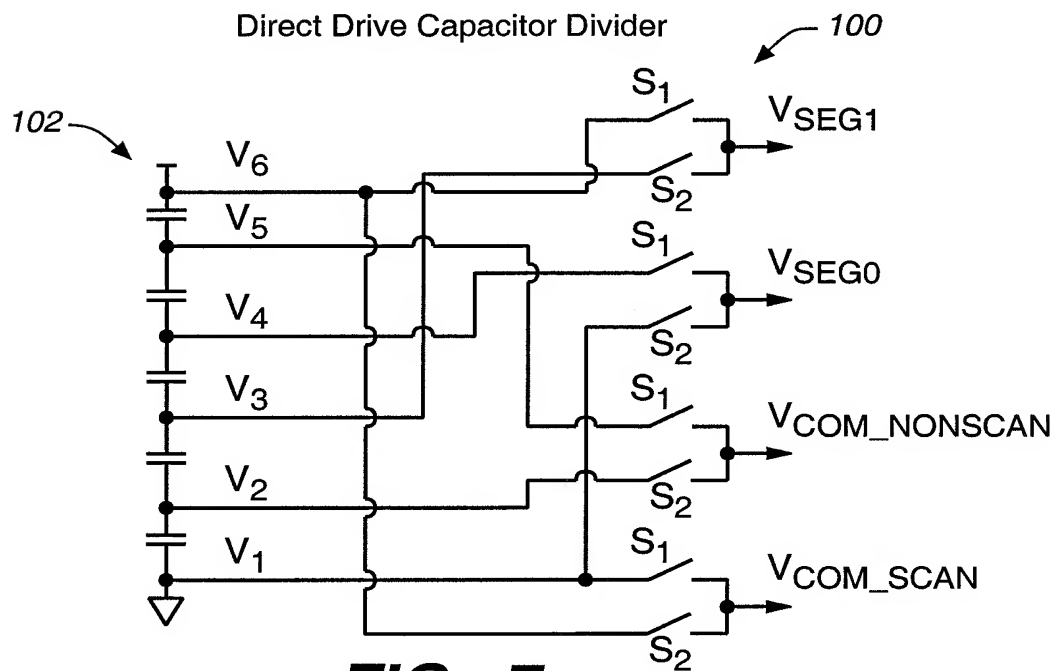 Direct Drive Capacitor Divider
100
102
S1
VSEG1
V6
S2
V5
S1
VSEG0
V4
S2
V3
S1
VCOM_NONSCAN
V2
S2
V1
S1
VCOM_SCAN
S2